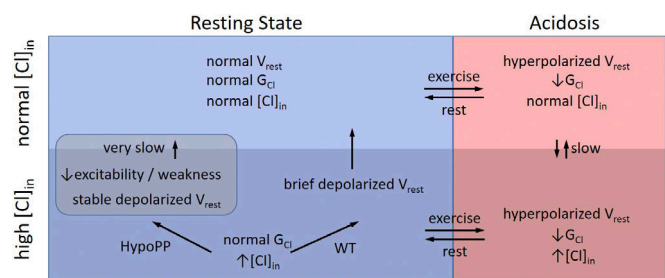 Resting State
Acidosis
normal [Cl]in
high [Cl]in
normal Vrest
normal GCl
normal [Cl]in
exercise
rest
hyperpolarized Vrest
↓GCl
normal [Cl]in
very slow ↑
↓excitability / weakness
stable depolarized Vrest
brief depolarized Vrest
↓↑slow
HypoPP
normal GCl
↑[Cl]in
WT
exercise
rest
hyperpolarized Vrest
↓GCl
↑[Cl]in